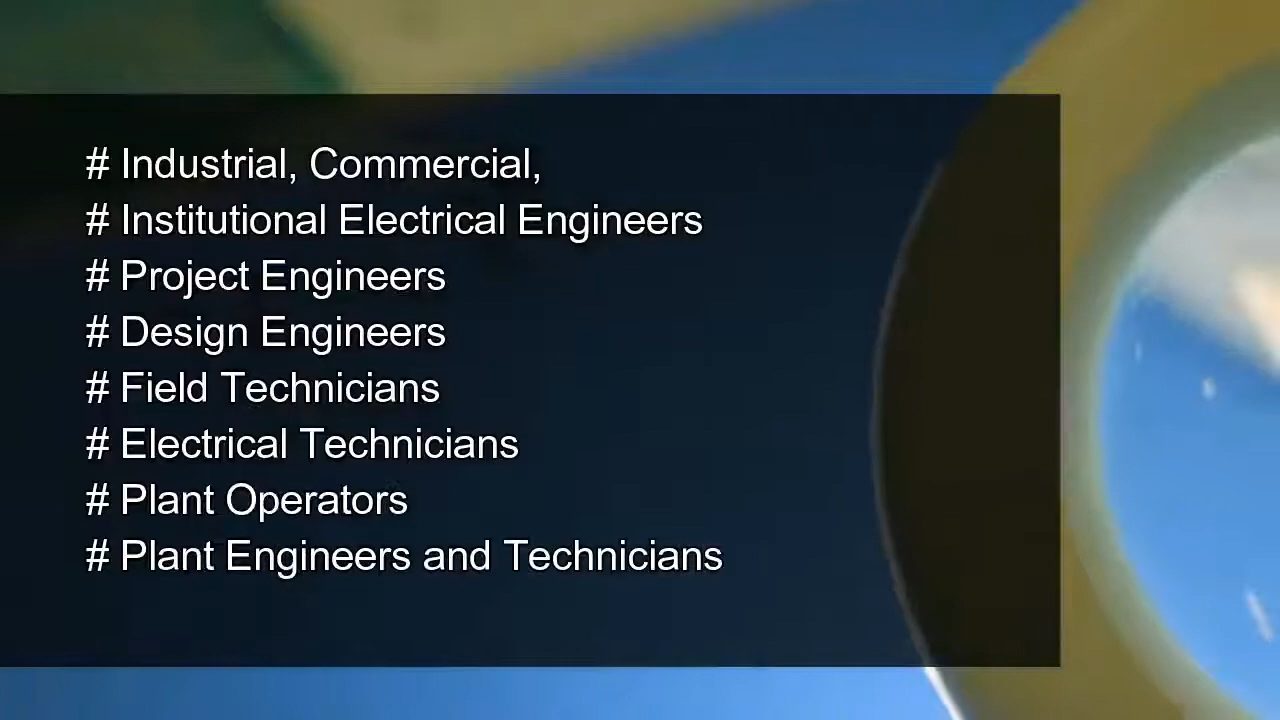 # Industrial, Commercial,
# Institutional Electrical Engineers
# Project Engineers
# Design Engineers
# Field Technicians
# Electrical Technicians
# Plant Operators
# Plant Engineers and Technicians